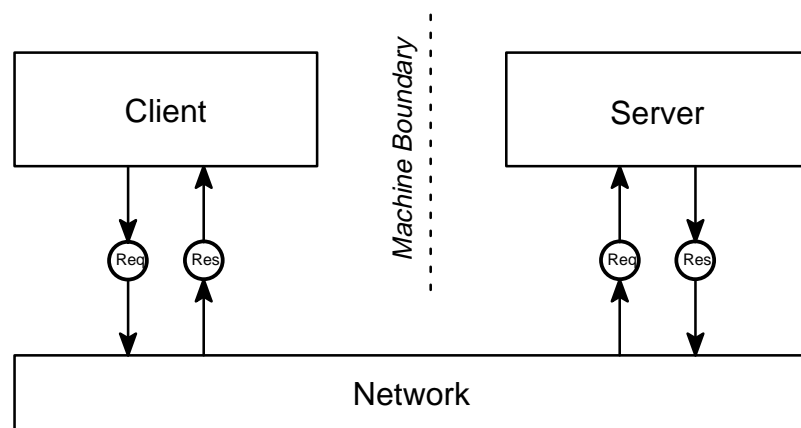 Client
Machine Boundary
Server
Req
Res
Req
Res
Network